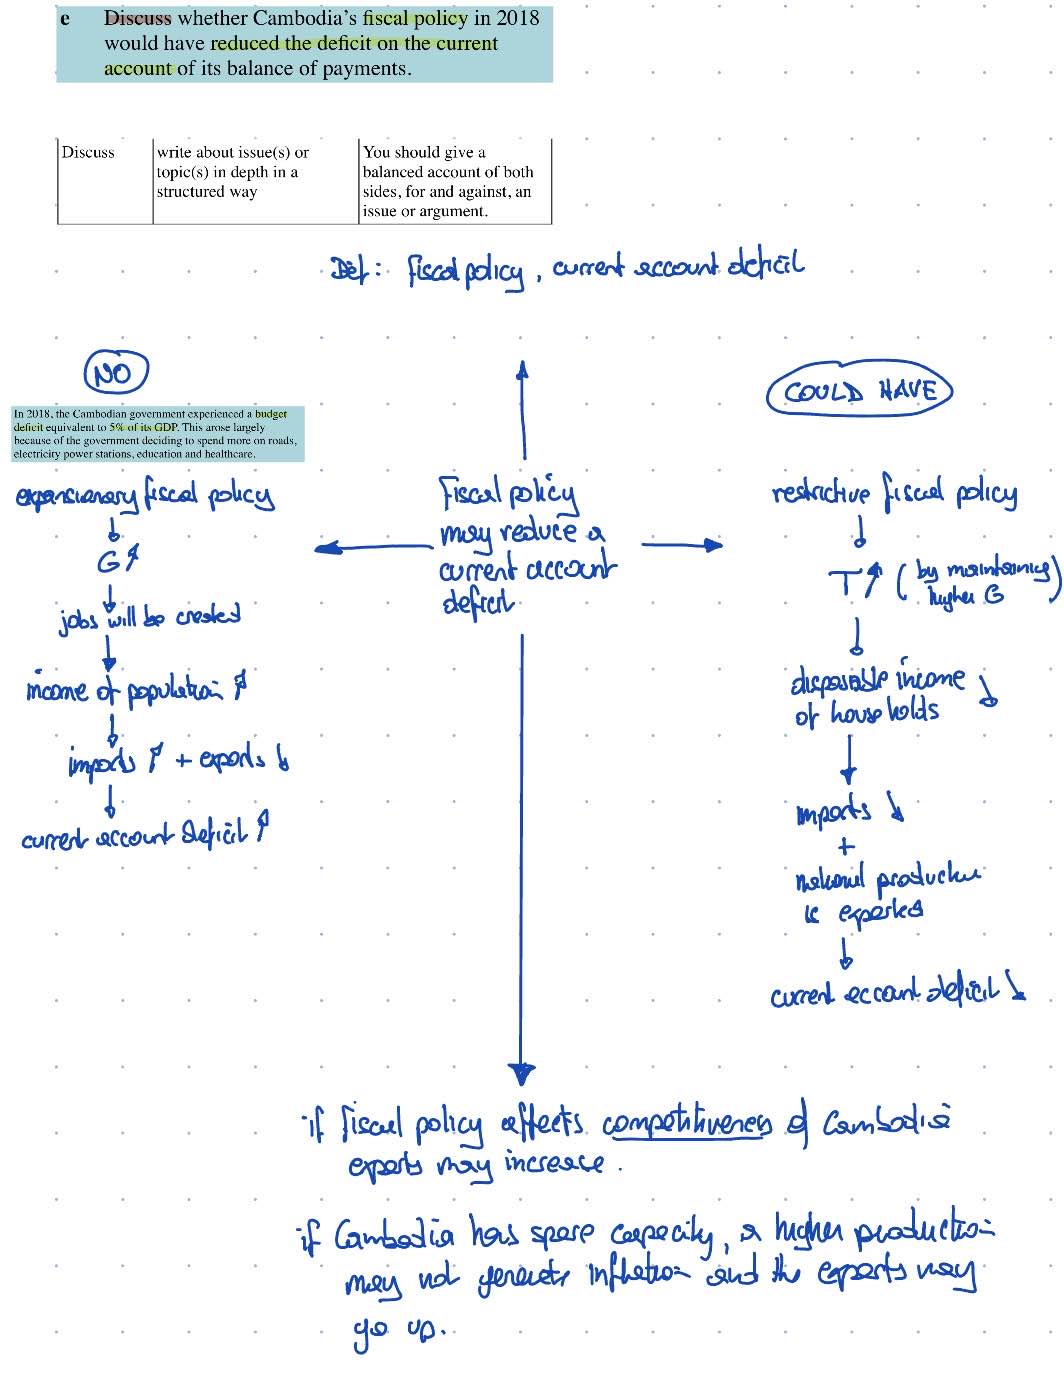 e Discuss whether Cambodia's fiscal policy in 2018
would have reduced the deficit on the current
account of its balance of payments.
Discuss
write about issue(s) or
topic(s) in depth in a
structured way
You should give a
balanced account of both
sides, for and against, an
issue or argument.
Def: fiscal policy, current account deficit
NO
In 2018, the Cambodian government experienced a budget
deficit equivalent to 5% of its GDP. This arose largely
because of the government deciding to spend more on roads,
electricity power stations, education and healthcare.
expansionary fiscal policy
G ↑
jobs will be created
income of population ↑
imports ↑ + exports ↓
current account deficit ↑
Fiscal policy
may reduce a
current account
deficit.
COULD HAVE
restrictive fiscal policy
T ↑ (by maintaining
higher G)
disposable income ↓
of households
imports ↓
+
national production
is exported
current account deficit ↓
if fiscal policy affects competitiveness of Cambodia
exports may increase.
if Cambodia has spare capacity, a higher production
may not generate inflation and the exports may
go up.